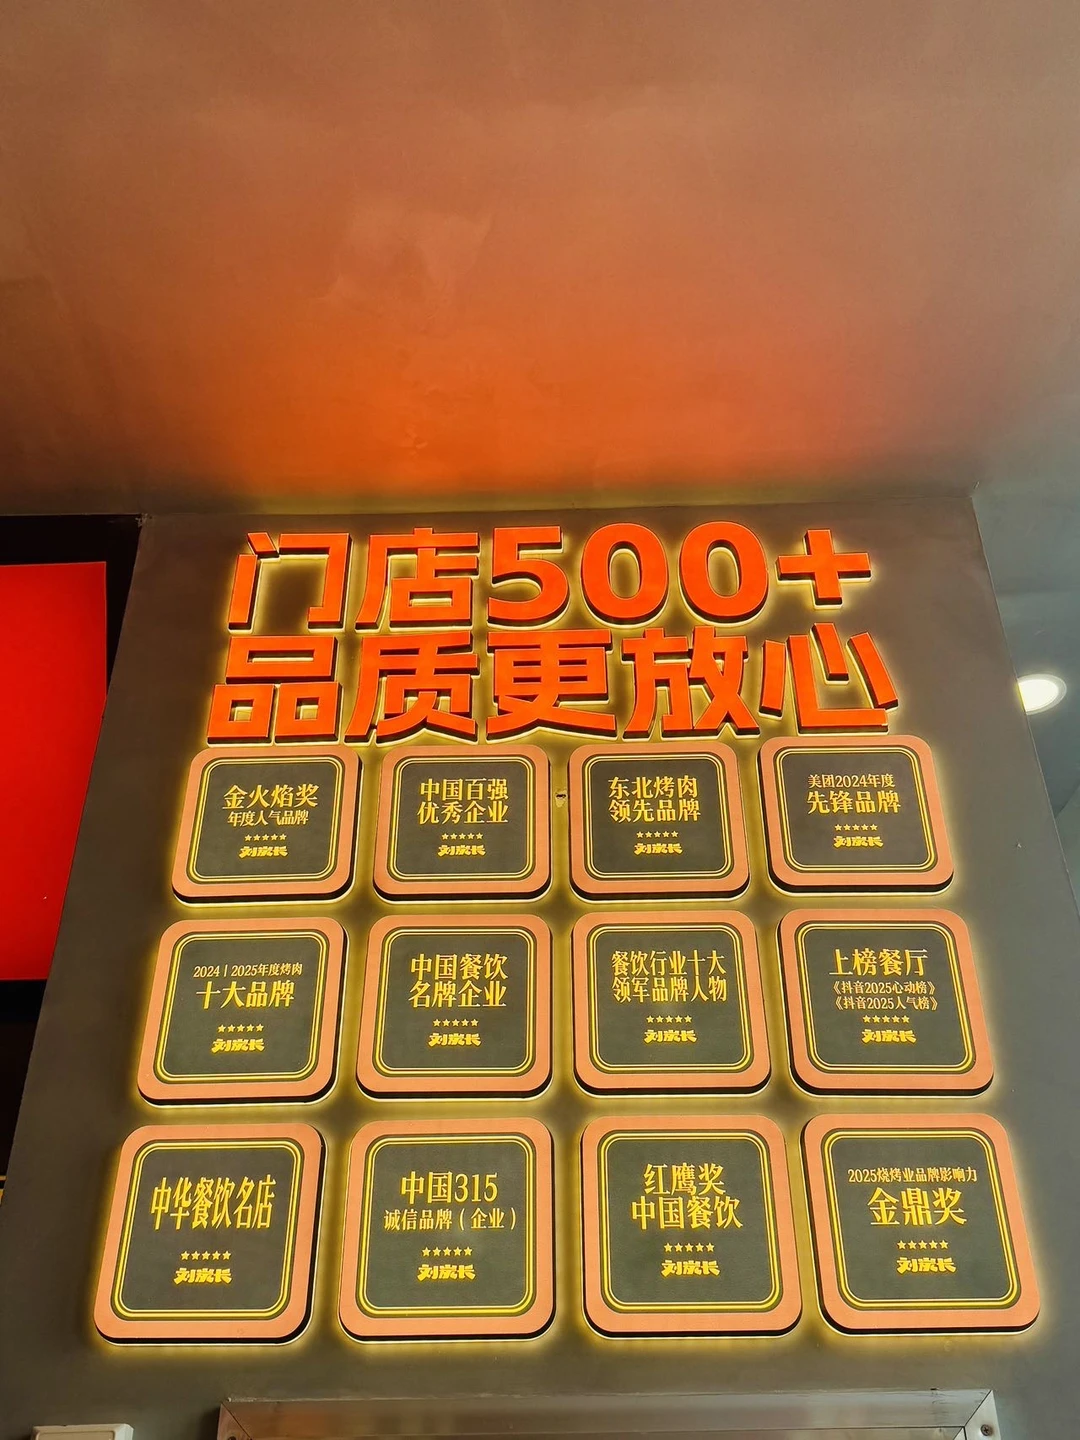 门店500+
品质更放心
金火焰奖
年度人气品牌
刘家长
中国百强
优秀企业
刘家长
东北烤肉
领先品牌
刘家长
美团2024年度
先锋品牌
刘家长
2024|2025年度烤肉
十大品牌
刘家长
中国餐饮
名牌企业
刘家长
餐饮行业十大
领军品牌人物
刘家长
上榜餐厅
《抖音2025心动榜》
《抖音2025人气榜》
刘家长
中华餐饮名店
刘家长
中国315
诚信品牌（企业）
刘家长
红鹰奖
中国餐饮
刘家长
2025烧烤业品牌影响力
金鼎奖
刘家长